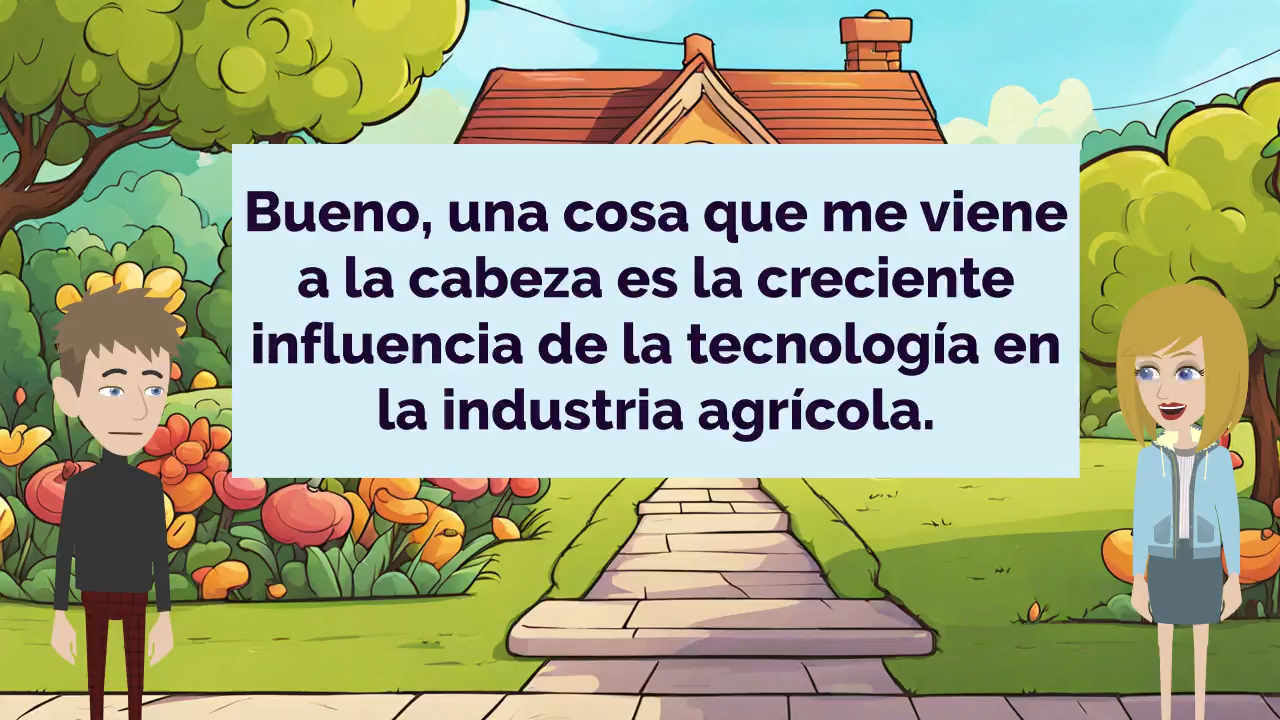 Bueno, una cosa que me viene
a la cabeza es la creciente
influencia de la tecnología en
la industria agrícola.